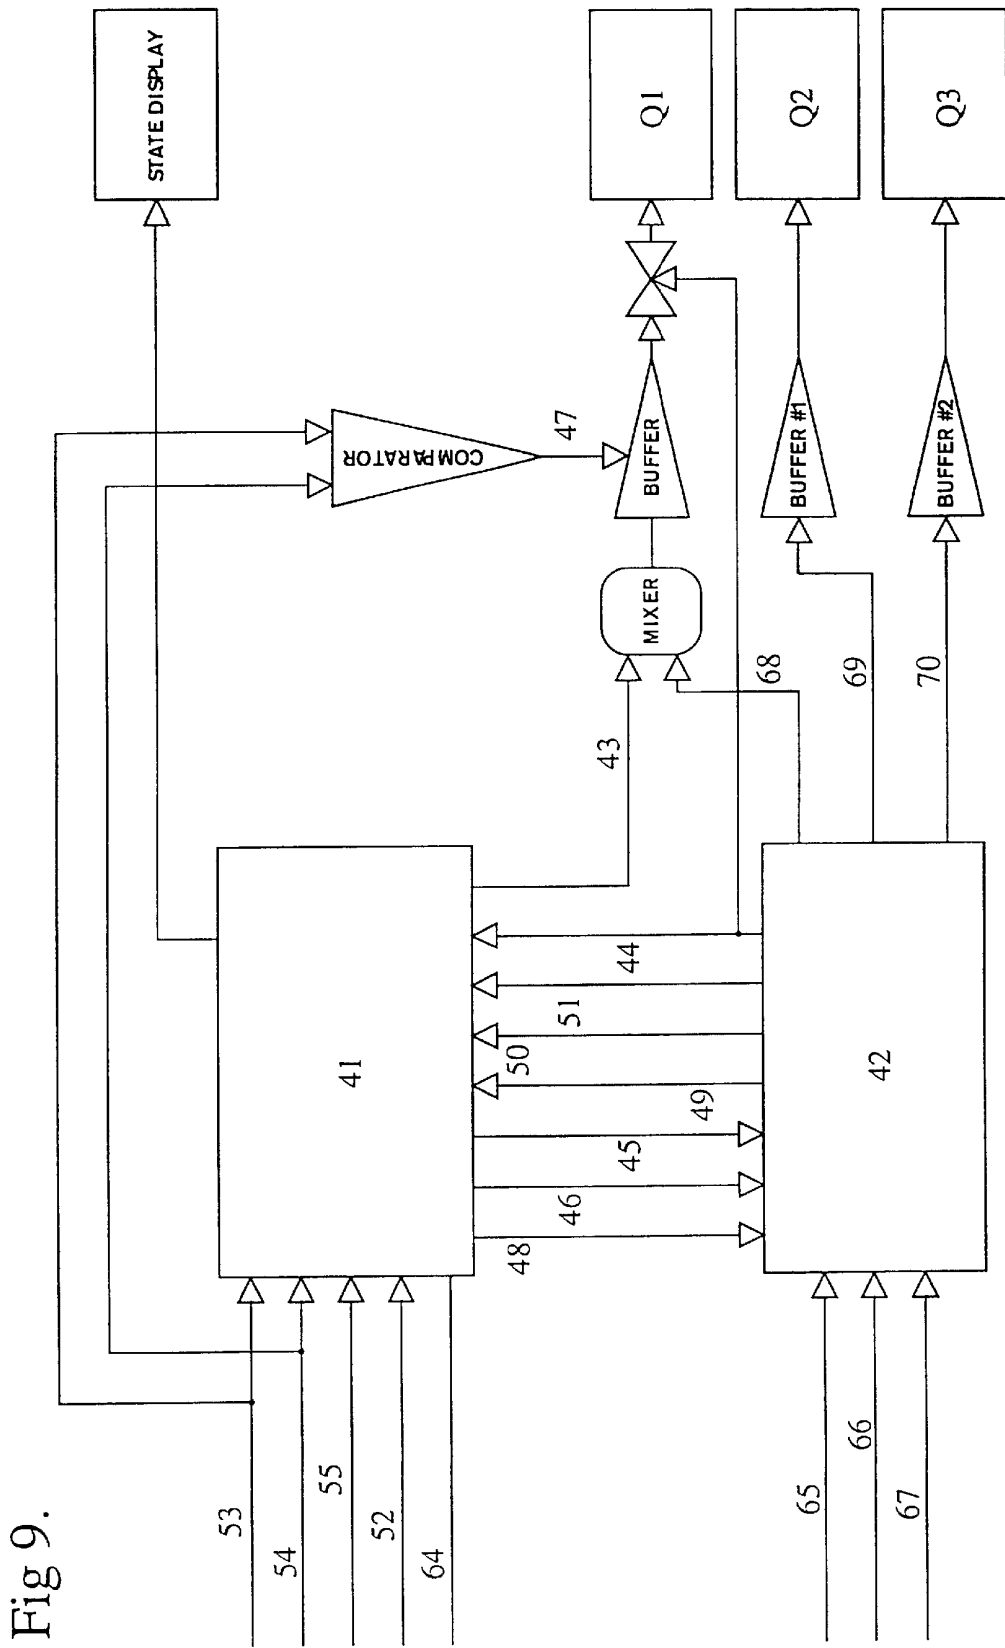 Fig 9.
STATE DISPLAY
COMPARATOR
47
BUFFER
MIXER
43
Q1
Q2
Q3
BUFFER #1
BUFFER #2
68
69
70
41
42
44
51
50
49
45
46
48
53
54
55
52
64
65
66
67